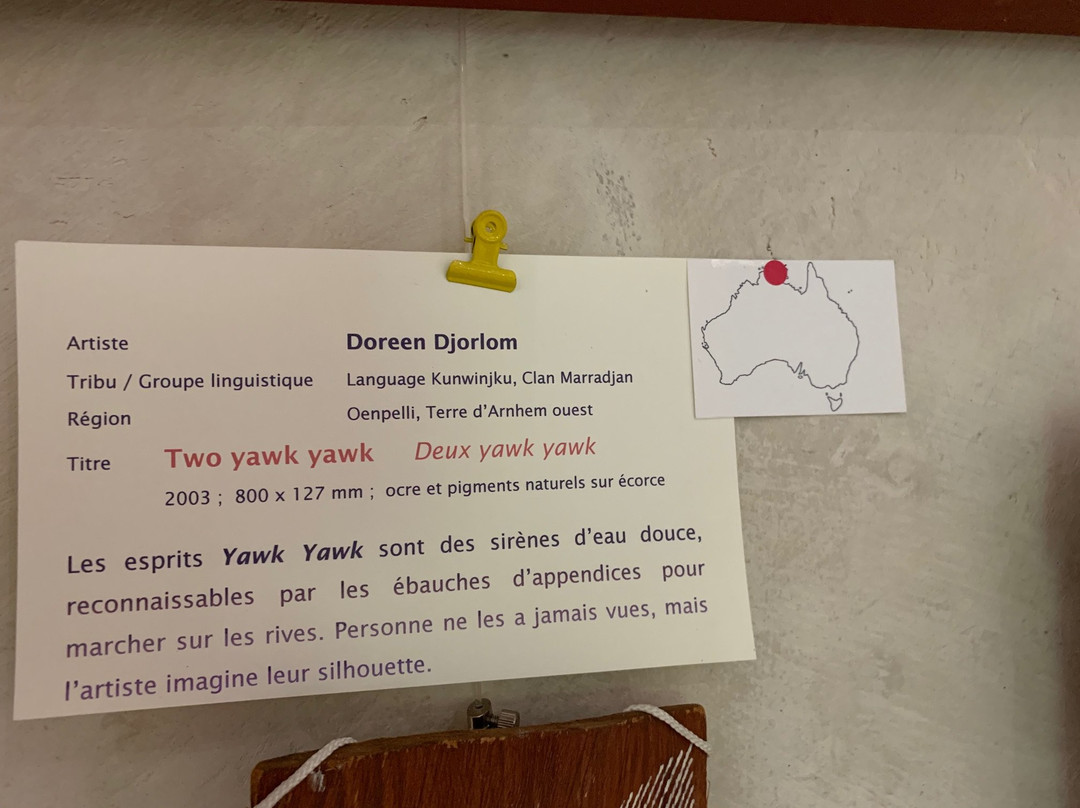 Artiste Doreen Djorlom
Tribu / Groupe linguistique Language Kunwinjku, Clan Marradjan
Région Oenpelli, Terre d'Arnhem ouest
Titre Two yawk yawk Deux yawk yawk
2003 ; 800 x 127 mm ; ocre et pigments naturels sur écorce
Les esprits Yawk Yawk sont des sirènes d'eau douce,
reconnaissables par les ébauches d'appendices pour
marcher sur les rives. Personne ne les a jamais vues, mais
l'artiste imagine leur silhouette.